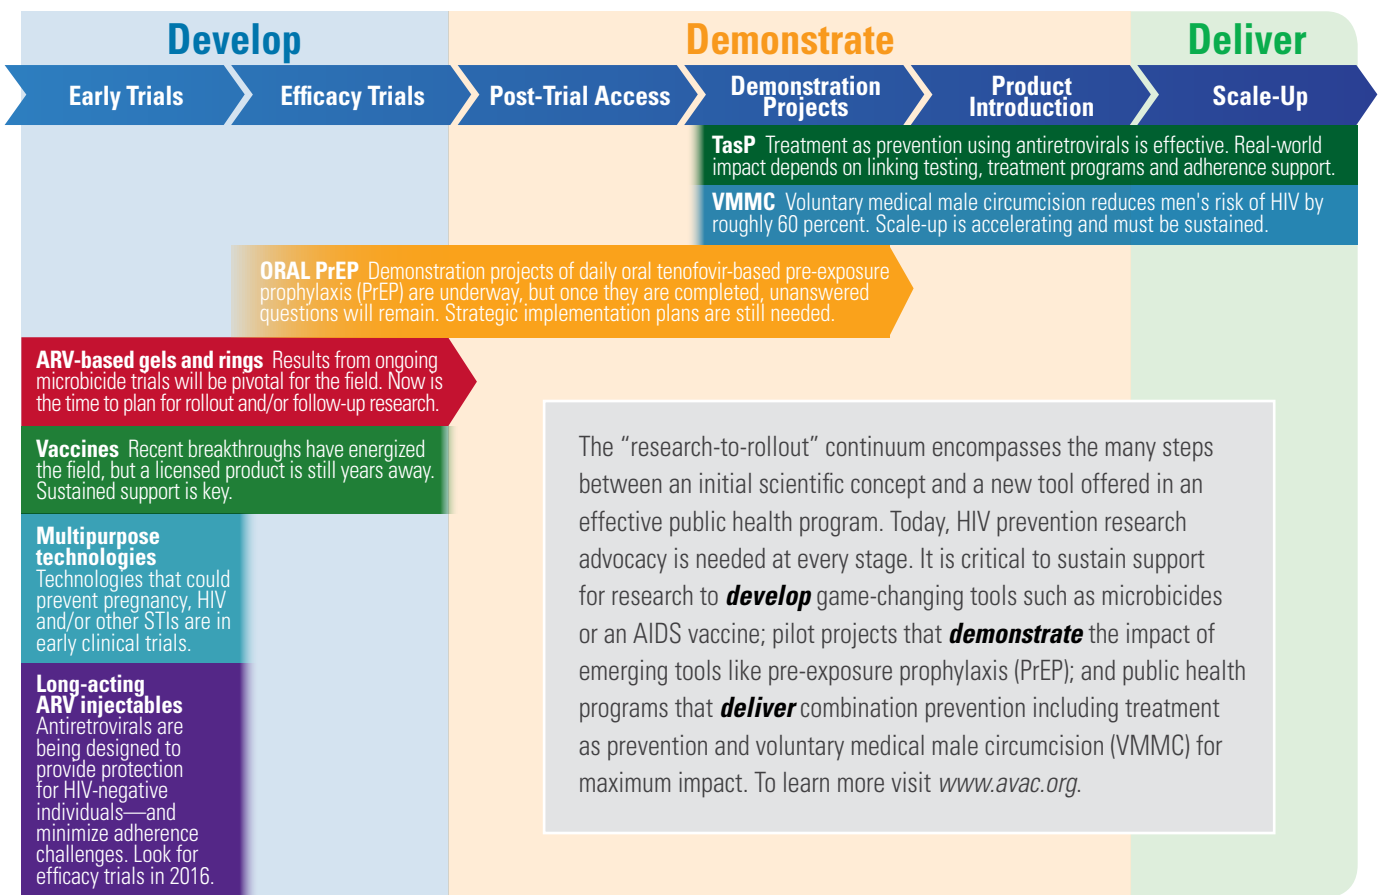 Develop
Demonstrate
Deliver
Early Trials
Efficacy Trials
Post-Trial Access
Demonstration
Projects
Product
Introduction
Scale-Up
TasP Treatment as prevention using antiretrovirals is effective. Real-world
impact depends on linking testing, treatment programs and adherence support.
VMMC Voluntary medical male circumcision reduces men's risk of HIV by
roughly 60 percent. Scale-up is accelerating and must be sustained.
ORAL PrEP Demonstration projects of daily oral tenofovir-based pre-exposure
prophylaxis (PrEP) are underway, but once they are completed, unanswered
questions will remain. Strategic implementation plans are still needed.
ARV-based gels and rings Results from ongoing
microbicide trials will be pivotal for the field. Now is
the time to plan for rollout and/or follow-up research.
Vaccines Recent breakthroughs have energized
the field, but a licensed product is still years away.
Sustained support is key.
Multipurpose
technologies
Technologies that could
prevent pregnancy, HIV
and/or other STIs are in
early clinical trials.
Long-acting
ARV injectables
Antiretrovirals are
being designed to
provide protection
for HIV-negative
individuals—and
minimize adherence
challenges. Look for
efficacy trials in 2016.
The “research-to-rollout” continuum encompasses the many steps
between an initial scientific concept and a new tool offered in an
effective public health program. Today, HIV prevention research
advocacy is needed at every stage. It is critical to sustain support
for research to develop game-changing tools such as microbicides
or an AIDS vaccine; pilot projects that demonstrate the impact of
emerging tools like pre-exposure prophylaxis (PrEP); and public health
programs that deliver combination prevention including treatment
as prevention and voluntary medical male circumcision (VMMC) for
maximum impact. To learn more visit www.avac.org.